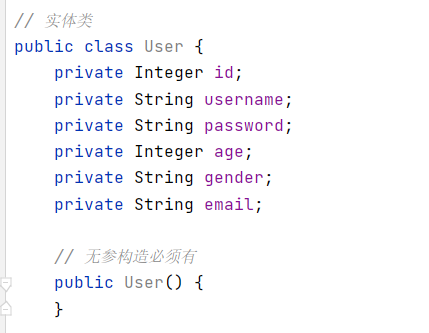 // 实体类
public class User {
    private Integer id;
    private String username;
    private String password;
    private Integer age;
    private String gender;
    private String email;
    // 无参构造必须有
    public User() {
    }